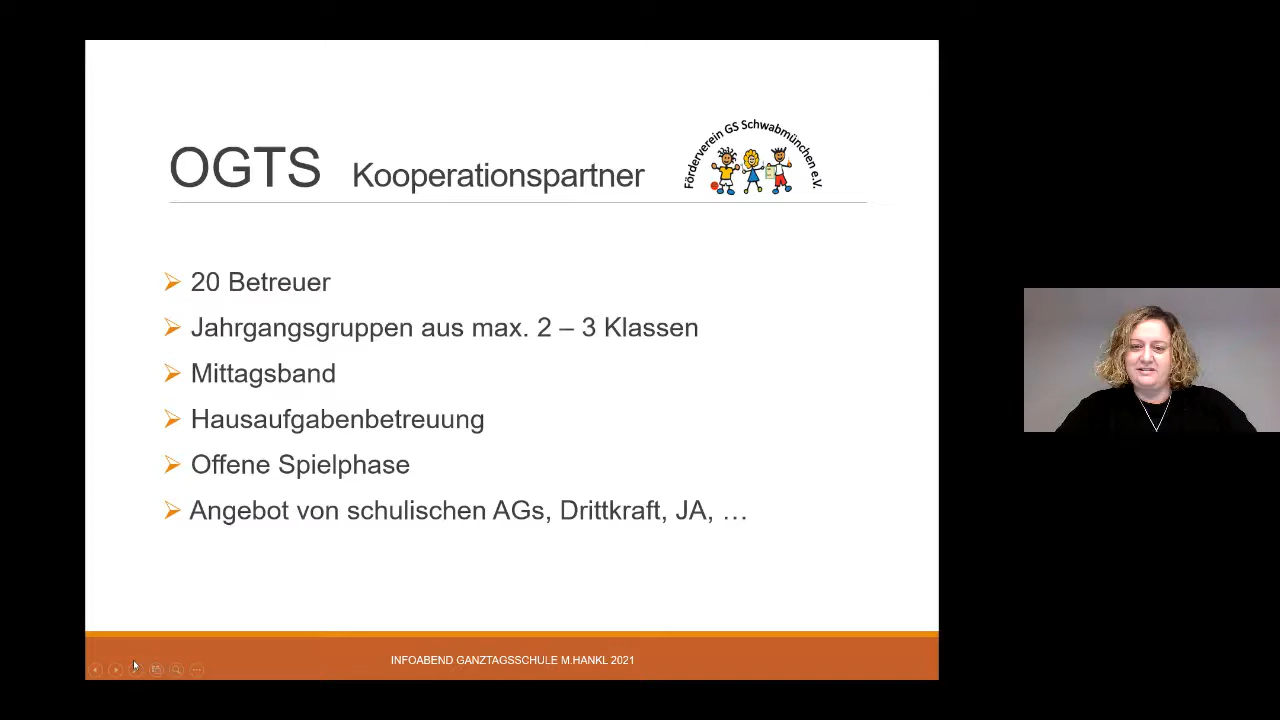 Förderverein GS Schwabmünchen e.V.
OGTS Kooperationspartner
20 Betreuer
Jahrgangsgruppen aus max. 2 – 3 Klassen
Mittagsband
Hausaufgabenbetreuung
Offene Spielphase
Angebot von schulischen AGs, Drittkraft, JA, …
INFOABEND GANZTAGSSCHULE M.HANKL 2021